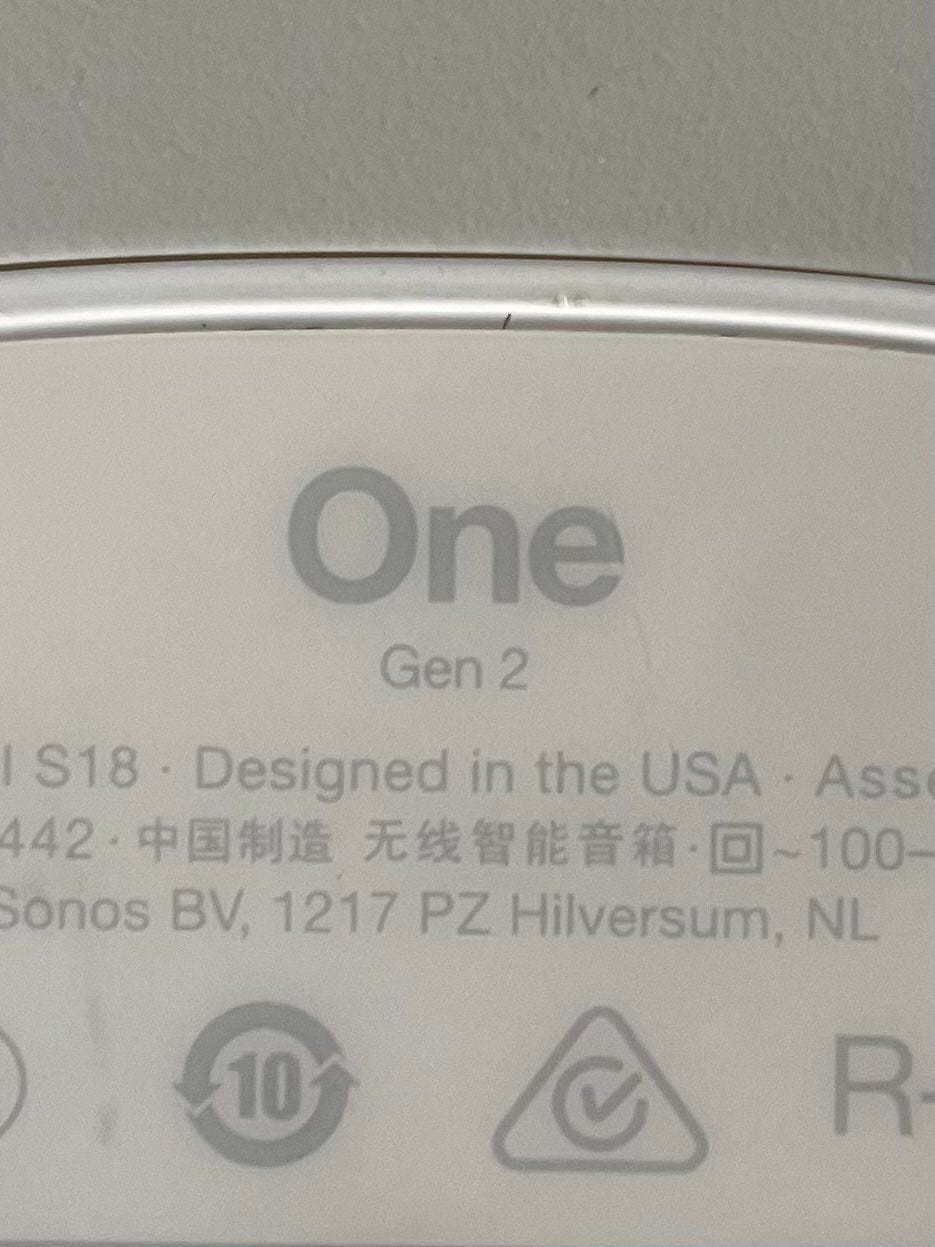 One
Gen 2
l S18 · Designed in the USA · Ass
442 · 中国制造 无线智能音箱 · ~100–
Sonos BV, 1217 PZ Hilversum, NL
10
R-